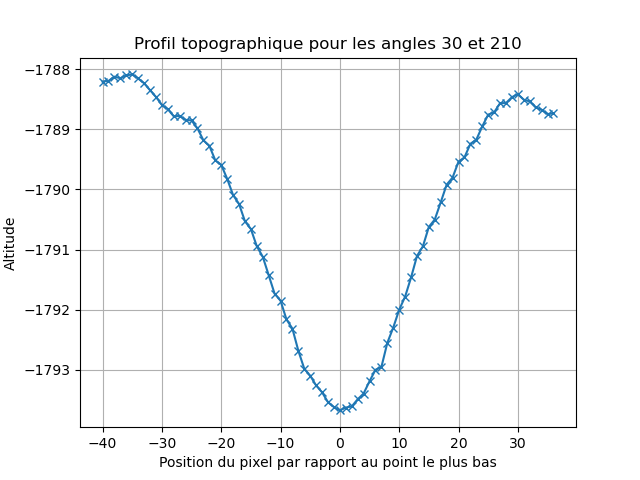 Profil topographique pour les angles 30 et 210
−1788
−1789
−1790
−1791
−1792
−1793
Altitude
−40 −30 −20 −10 0 10 20 30
Position du pixel par rapport au point le plus bas